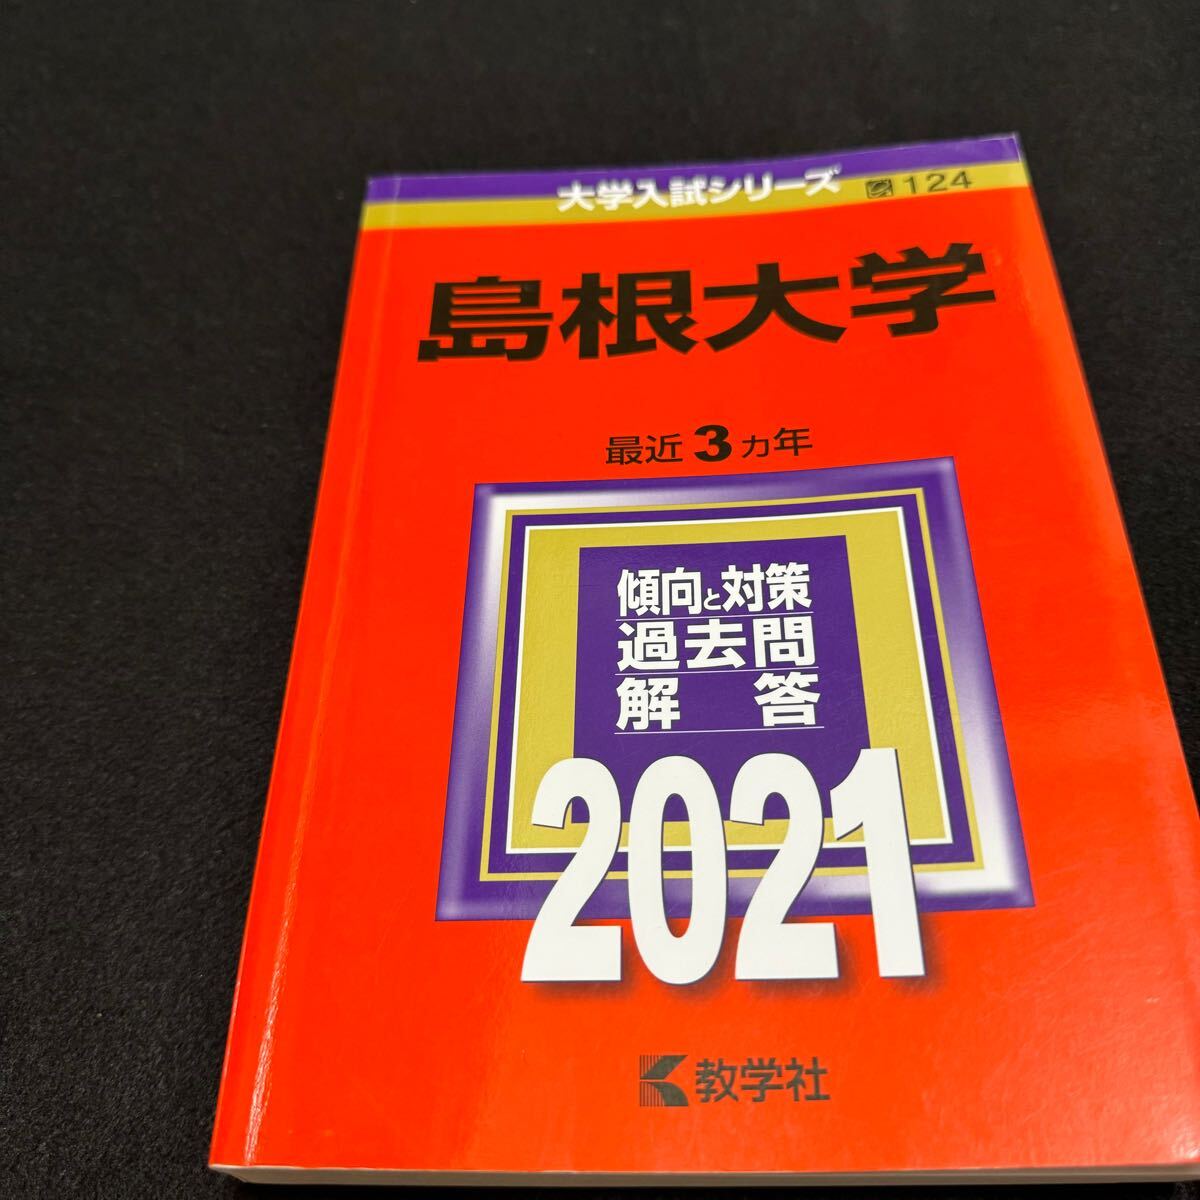 大学入試シリーズ 124
島根大学
最近3カ年
傾向と対策
過去問
解答
2021
教学社